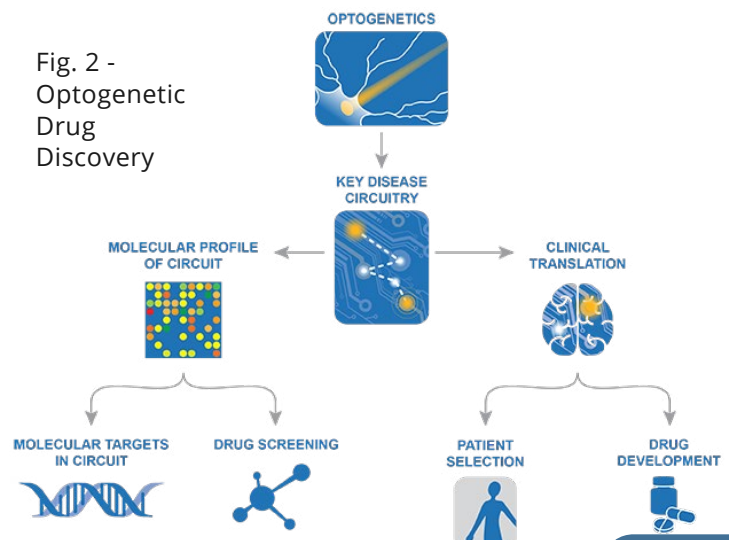 OPTOGENETICS
Fig. 2 -
Optogenetic
Drug
Discovery
KEY DISEASE
CIRCUITRY
MOLECULAR PROFILE
OF CIRCUIT
CLINICAL
TRANSLATION
MOLECULAR TARGETS
IN CIRCUIT
DRUG SCREENING
PATIENT
SELECTION
DRUG
DEVELOPMENT